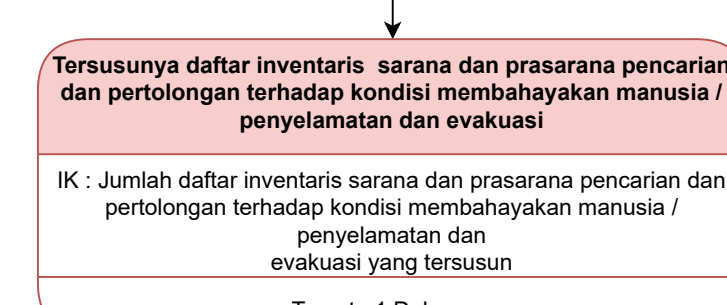 Tersusunya daftar inventaris sarana dan prasarana pencarian
dan pertolongan terhadap kondisi membahayakan manusia /
penyelamatan dan evakuasi
IK : Jumlah daftar inventaris sarana dan prasarana pencarian dan
pertolongan terhadap kondisi membahayakan manusia /
penyelamatan dan
evakuasi yang tersusun